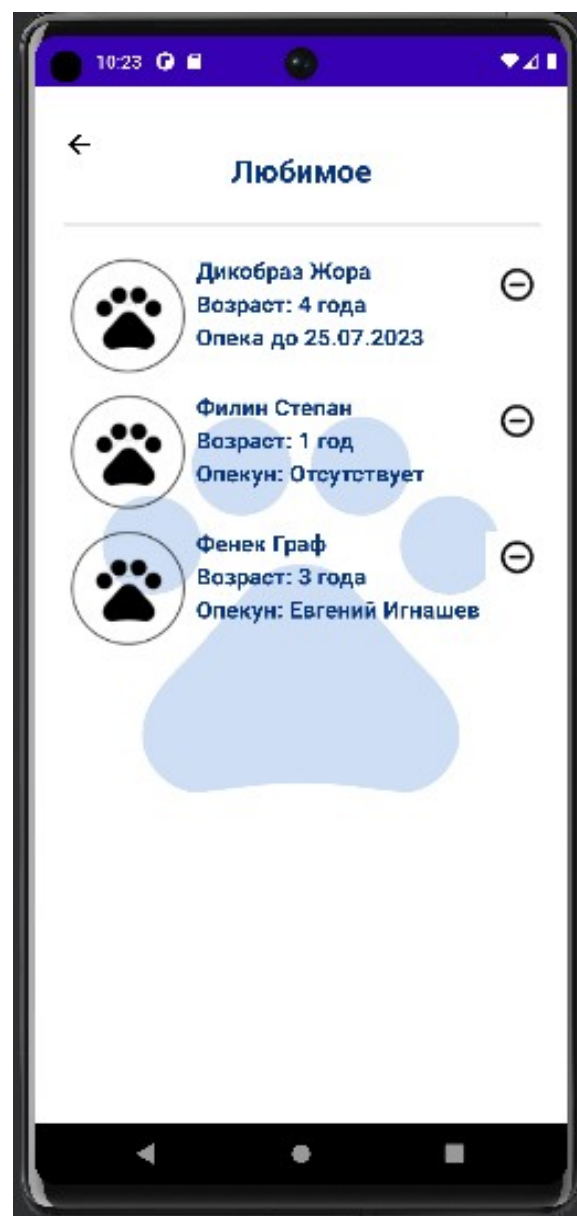 10:23
Любимое
Дикобраз Жора
Возраст: 4 года
Опека до 25.07.2023
Филин Степан
Возраст: 1 год
Опекун: Отсутствует
Фенек Граф
Возраст: 3 года
Опекун: Евгений Игнашев